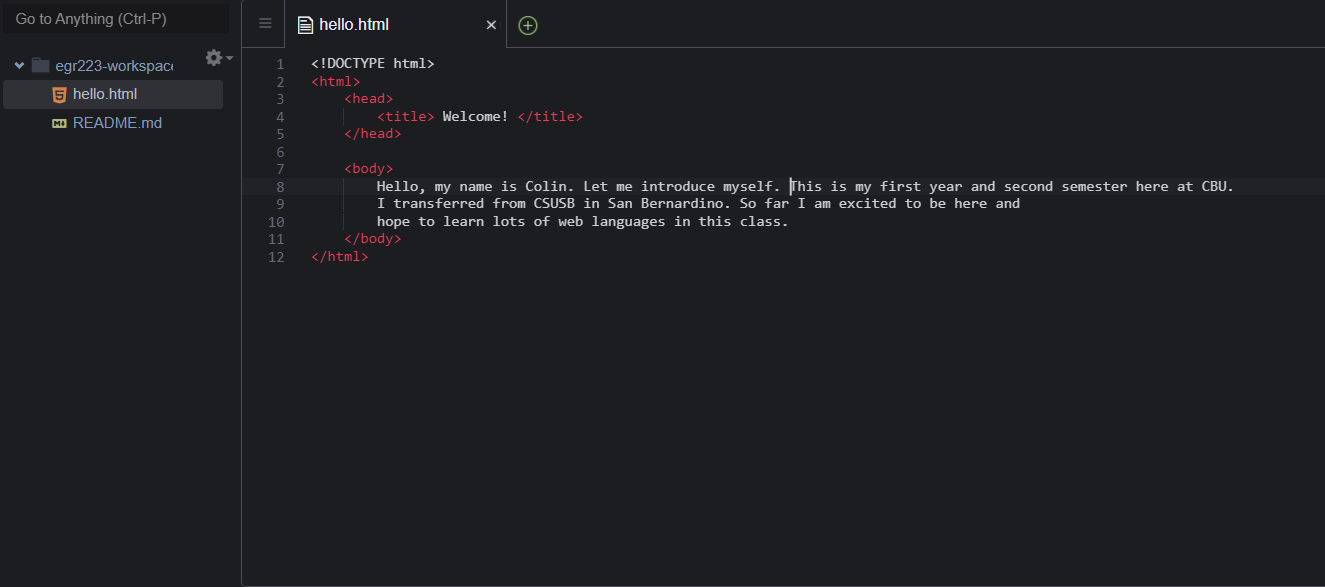 Go to Anything (Ctrl-P)
egr223-workspace
hello.html
README.md
hello.html
1 <!DOCTYPE html>
2 <html>
3 <head>
4 <title> Welcome! </title>
5 </head>
6
7 <body>
8 Hello, my name is Colin. Let me introduce myself. This is my first year and second semester here at CBU.
9 I transferred from CSUSB in San Bernardino. So far I am excited to be here and
10 hope to learn lots of web languages in this class.
11 </body>
12 </html>